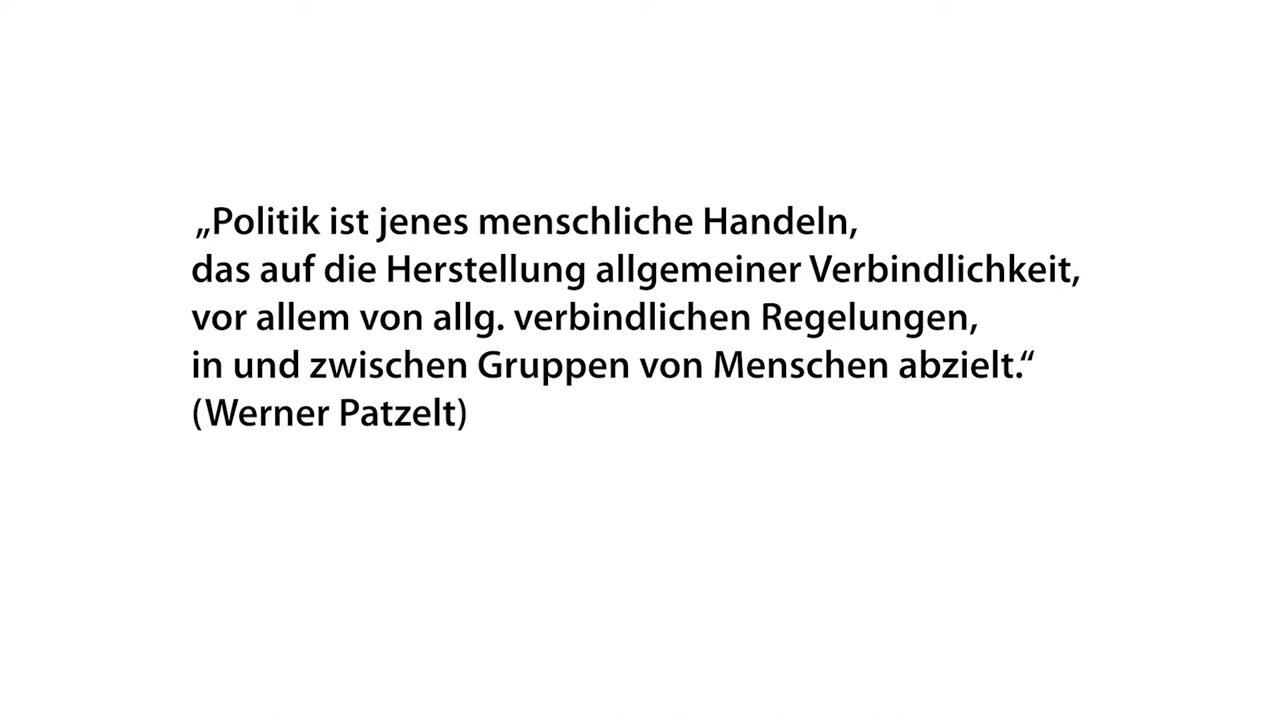 „Politik ist jenes menschliche Handeln,
das auf die Herstellung allgemeiner Verbindlichkeit,
vor allem von allg. verbindlichen Regelungen,
in und zwischen Gruppen von Menschen abzielt.“
(Werner Patzelt)